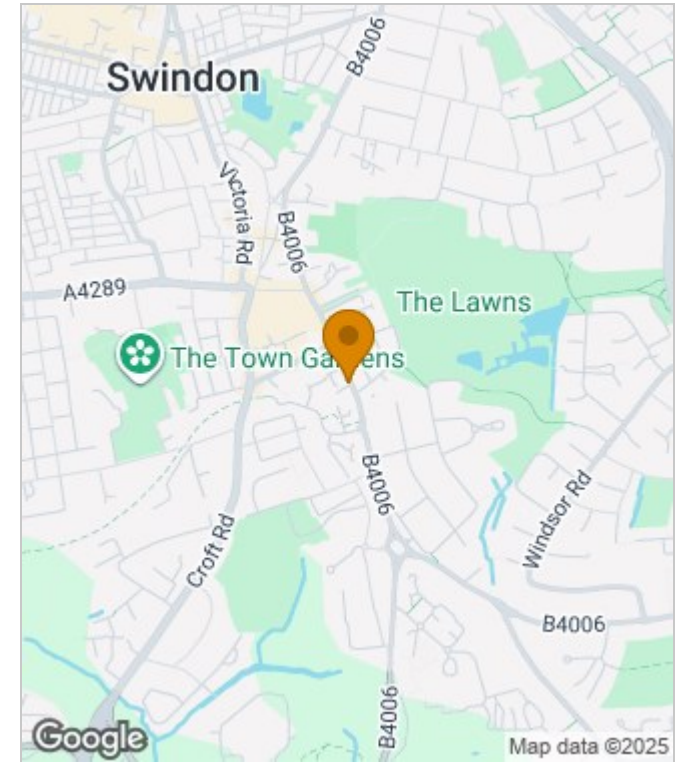 Swindon
B4006
Victoria Rd
B4006
A4289
The Lawns
The Town Gardens
B4006
Windsor Rd
Croft Rd
B4006
B4006
Google
Map data ©2025